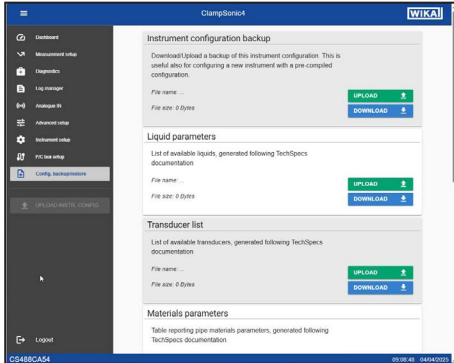 ClampSonic4
WIKA
Dashboard
Measurement setup
Diagnostics
Log manager
Analogue IN
Advanced setup
Instrument setup
P/C bus setup
Config. backup/restore
UPLOAD INSTR. CONFIG
Logout
Instrument configuration backup
Download/Upload a backup of this instrument configuration. This is
useful also for configuring a new instrument with a pre-compiled
configuration.
File name: ...
UPLOAD
File size: 0 Bytes
DOWNLOAD
Liquid parameters
List of available liquids, generated following TechSpecs
documentation
File name: ...
UPLOAD
File size: 0 Bytes
DOWNLOAD
Transducer list
List of available transducers, generated following TechSpecs
documentation
File name: ...
UPLOAD
File size: 0 Bytes
DOWNLOAD
Materials parameters
Table reporting pipe materials parameters, generated following
TechSpecs documentation
CS488CA54
09:08:48 04/04/2025